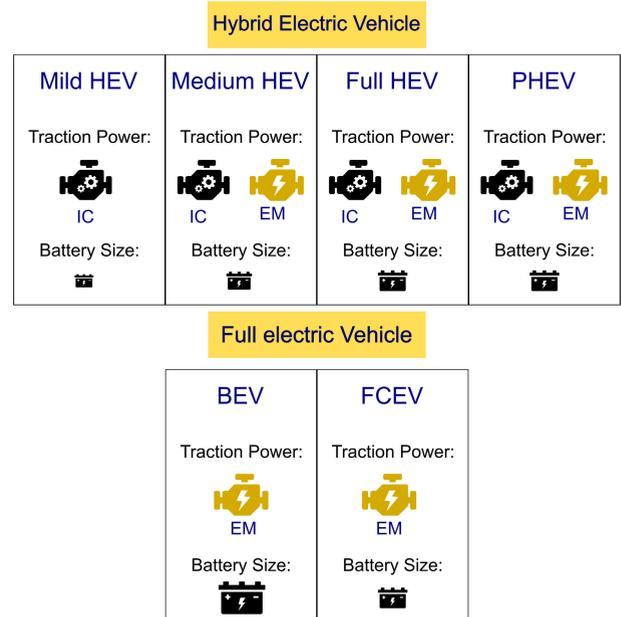 Hybrid Electric Vehicle
Mild HEV
Traction Power:
IC
Battery Size:
Medium HEV
Traction Power:
IC
EM
Battery Size:
Full HEV
Traction Power:
IC
EM
Battery Size:
PHEV
Traction Power:
IC
EM
Battery Size:
Full electric Vehicle
BEV
Traction Power:
EM
Battery Size:
FCEV
Traction Power:
EM
Battery Size: